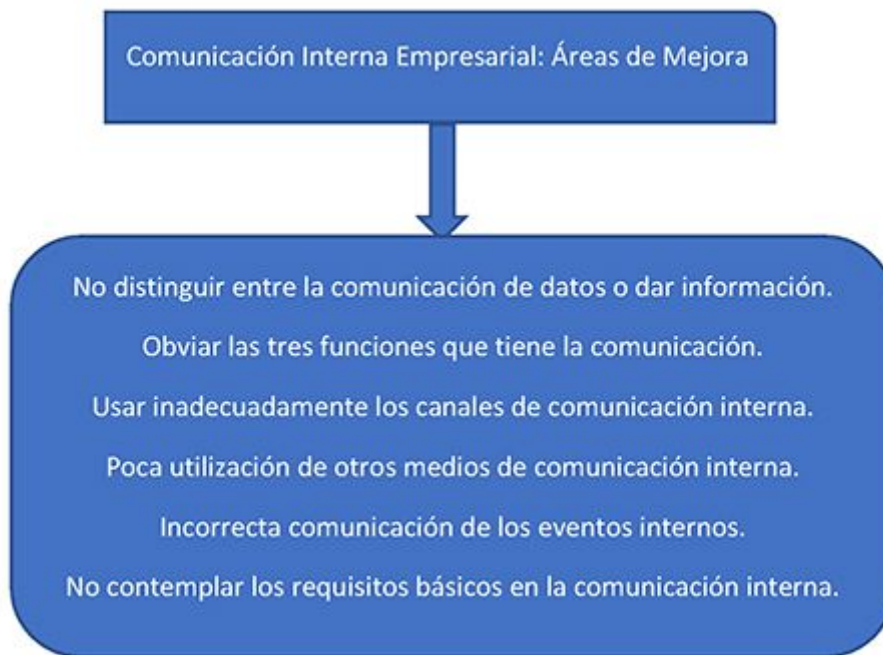 Comunicación Interna Empresarial: Áreas de Mejora
No distinguir entre la comunicación de datos o dar información.
Obviar las tres funciones que tiene la comunicación.
Usar inadecuadamente los canales de comunicación interna.
Poca utilización de otros medios de comunicación interna.
Incorrecta comunicación de los eventos internos.
No contemplar los requisitos básicos en la comunicación interna.